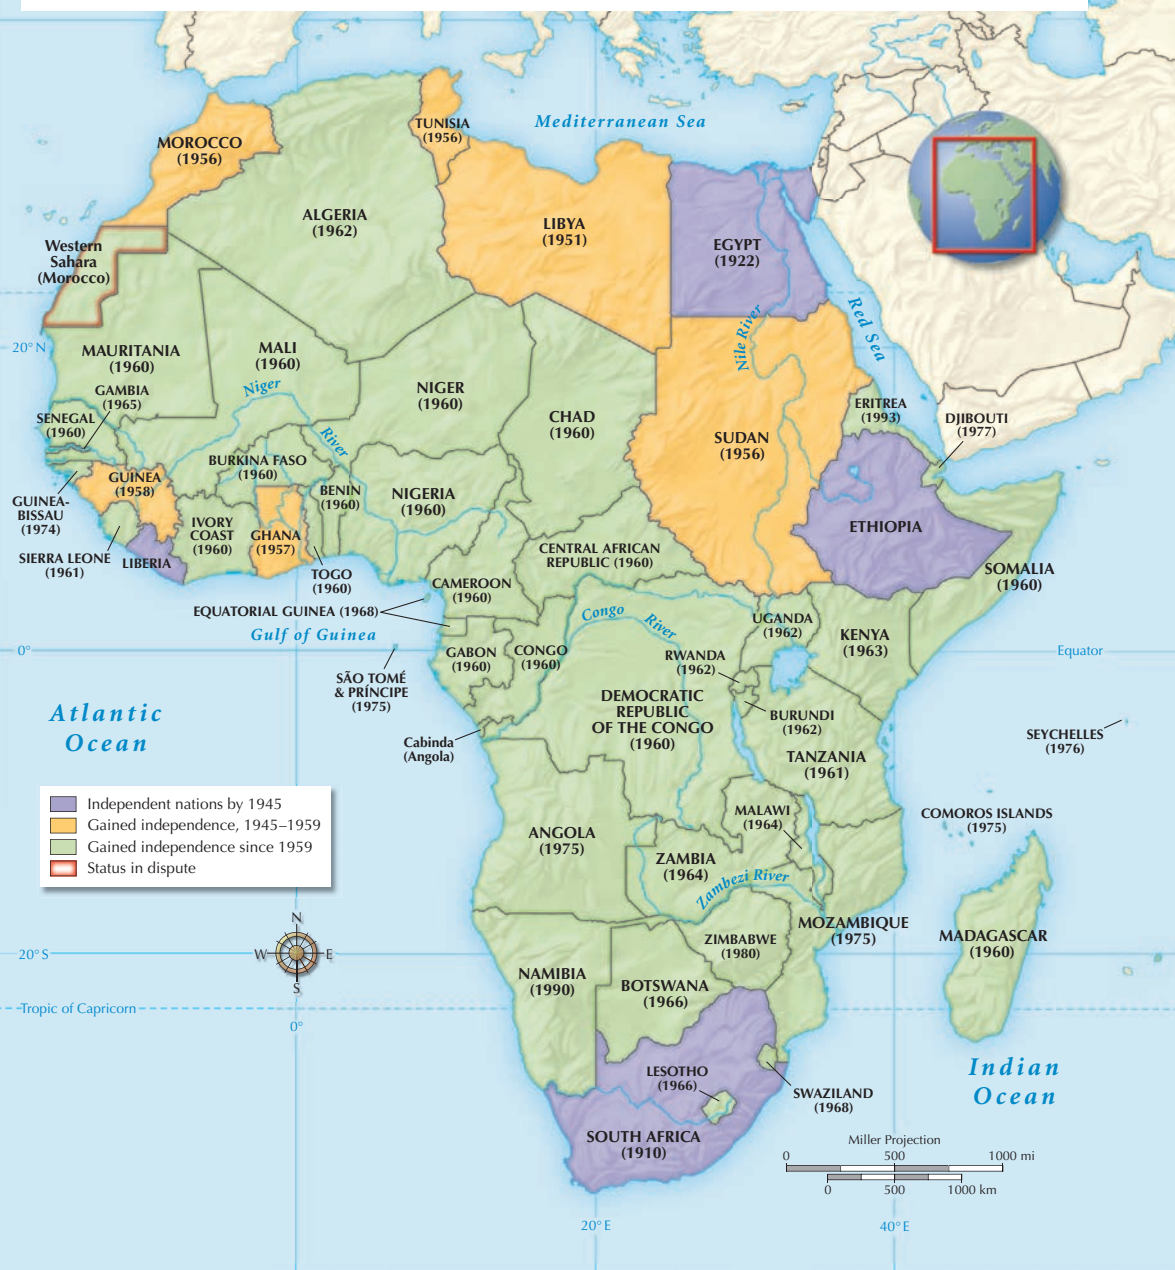 Mediterranean Sea
TUNISIA
(1956)
MOROCCO
(1956)
ALGERIA
(1962)
LIBYA
(1951)
EGYPT
(1922)
Western
Sahara
(Morocco)
Nile River
Red Sea
20°N
MAURITANIA
(1960)
MALI
(1960)
NIGER
(1960)
CHAD
(1960)
SUDAN
(1956)
ERITREA
(1993)
DJIBOUTI
(1977)
GAMBIA
(1965)
SENEGAL
(1960)
Niger
River
BURKINA FASO
(1960)
GUINEA
(1958)
BENIN
(1960)
NIGERIA
(1960)
GUINEA-
BISSAU
(1974)
IVORY
COAST
(1960)
GHANA
(1957)
ETHIOPIA
SIERRA LEONE
(1961)
LIBERIA
TOGO
(1960)
CENTRAL AFRICAN
REPUBLIC (1960)
SOMALIA
(1960)
CAMEROON
(1960)
EQUATORIAL GUINEA (1968)
Gulf of Guinea
Congo
River
UGANDA
(1962)
KENYA
(1963)
0°
Equator
GABON
(1960)
CONGO
(1960)
RWANDA
(1962)
SÃO TOMÉ
& PRÍNCIPE
(1975)
DEMOCRATIC
REPUBLIC
OF THE CONGO
(1960)
BURUNDI
(1962)
Atlantic
Ocean
Cabinda
(Angola)
TANZANIA
(1961)
SEYCHELLES
(1976)
Independent nations by 1945
Gained independence, 1945–1959
Gained independence since 1959
Status in dispute
ANGOLA
(1975)
MALAWI
(1964)
COMOROS ISLANDS
(1975)
ZAMBIA
(1964)
Zambezi River
MOZAMBIQUE
(1975)
MADAGASCAR
(1960)
N
W
E
S
20°S
ZIMBABWE
(1980)
NAMIBIA
(1990)
BOTSWANA
(1966)
Tropic of Capricorn
0°
LESOTHO
(1966)
SWAZILAND
(1968)
Indian
Ocean
SOUTH AFRICA
(1910)
Miller Projection
0 500 1000 mi
0 500 1000 km
20°E
40°E